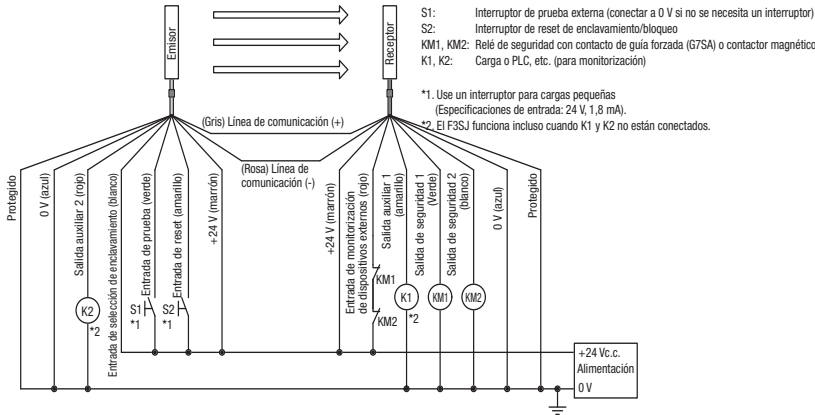 Emisor
Receptor
S1: Interruptor de prueba externa (conectar a 0 V si no se necesita un interruptor)
S2: Interruptor de reset de enclavamiento/bloqueo
KM1, KM2: Relé de seguridad con contacto de guía forzada (G7SA) o contactor magnético
K1, K2: Carga o PLC, etc. (para monitorización)
*1. Use un interruptor para cargas pequeñas
(Especificaciones de entrada: 24 V, 1,8 mA).
*2. El F3SJ funciona incluso cuando K1 y K2 no están conectados.
(Gris) Línea de comunicación (+)
(Rosa) Línea de
comunicación (-)
Protegido
0 V (azul)
Salida auxiliar 2 (rojo)
Entrada de selección de enclavamiento (blanco)
Entrada de prueba (verde)
Entrada de reset (amarillo)
+24 V (marrón)
+24 V (marrón)
Entrada de monitorización
de dispositivos externos (rojo)
Salida auxiliar 1
(amarillo)
Salida de seguridad 1
(Verde)
Salida de seguridad 2
(blanco)
0 V (azul)
Protegido
K2
*2
S1
*1
S2
*1
KM1
KM2
K1
*2
KM1
KM2
+24 Vc.c.
Alimentación
0 V